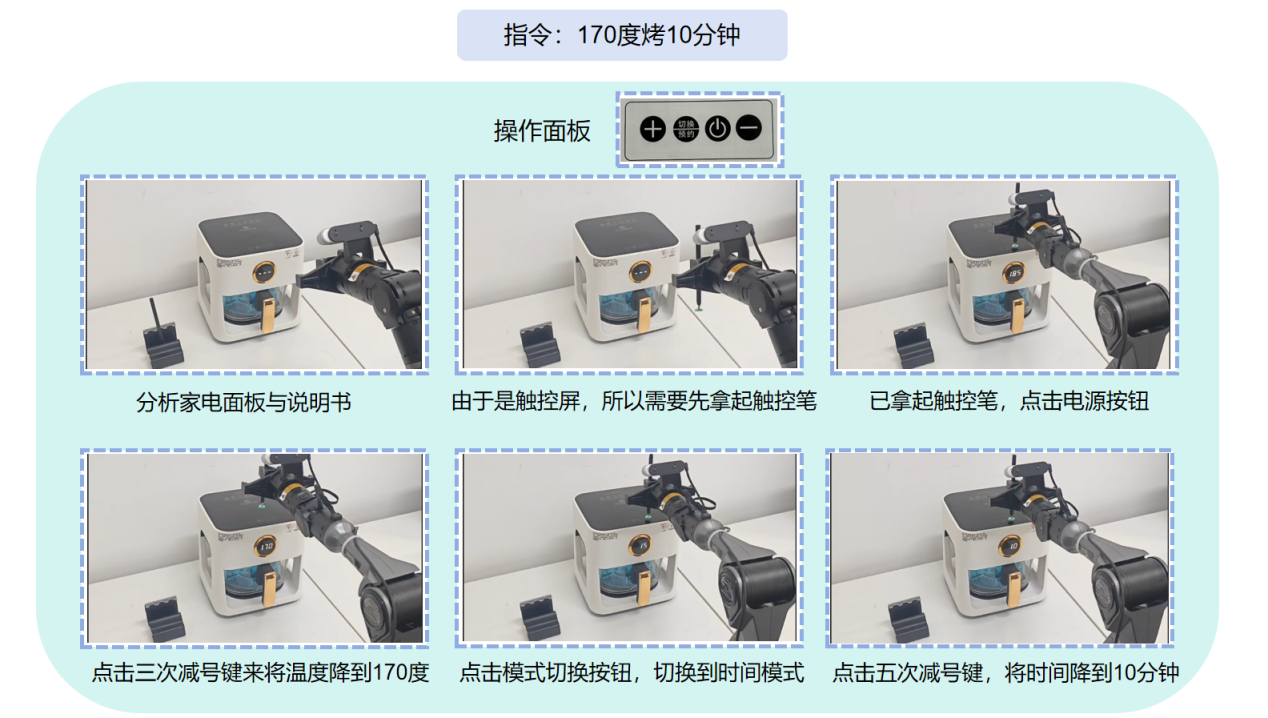 指令：170度烤10分钟
操作面板
切换
预约
185
分析家电面板与说明书
由于是触控屏，所以需要先拿起触控笔
已拿起触控笔，点击电源按钮
170
15
10
点击三次减号键来将温度降到170度
点击模式切换按钮，切换到时间模式
点击五次减号键，将时间降到10分钟